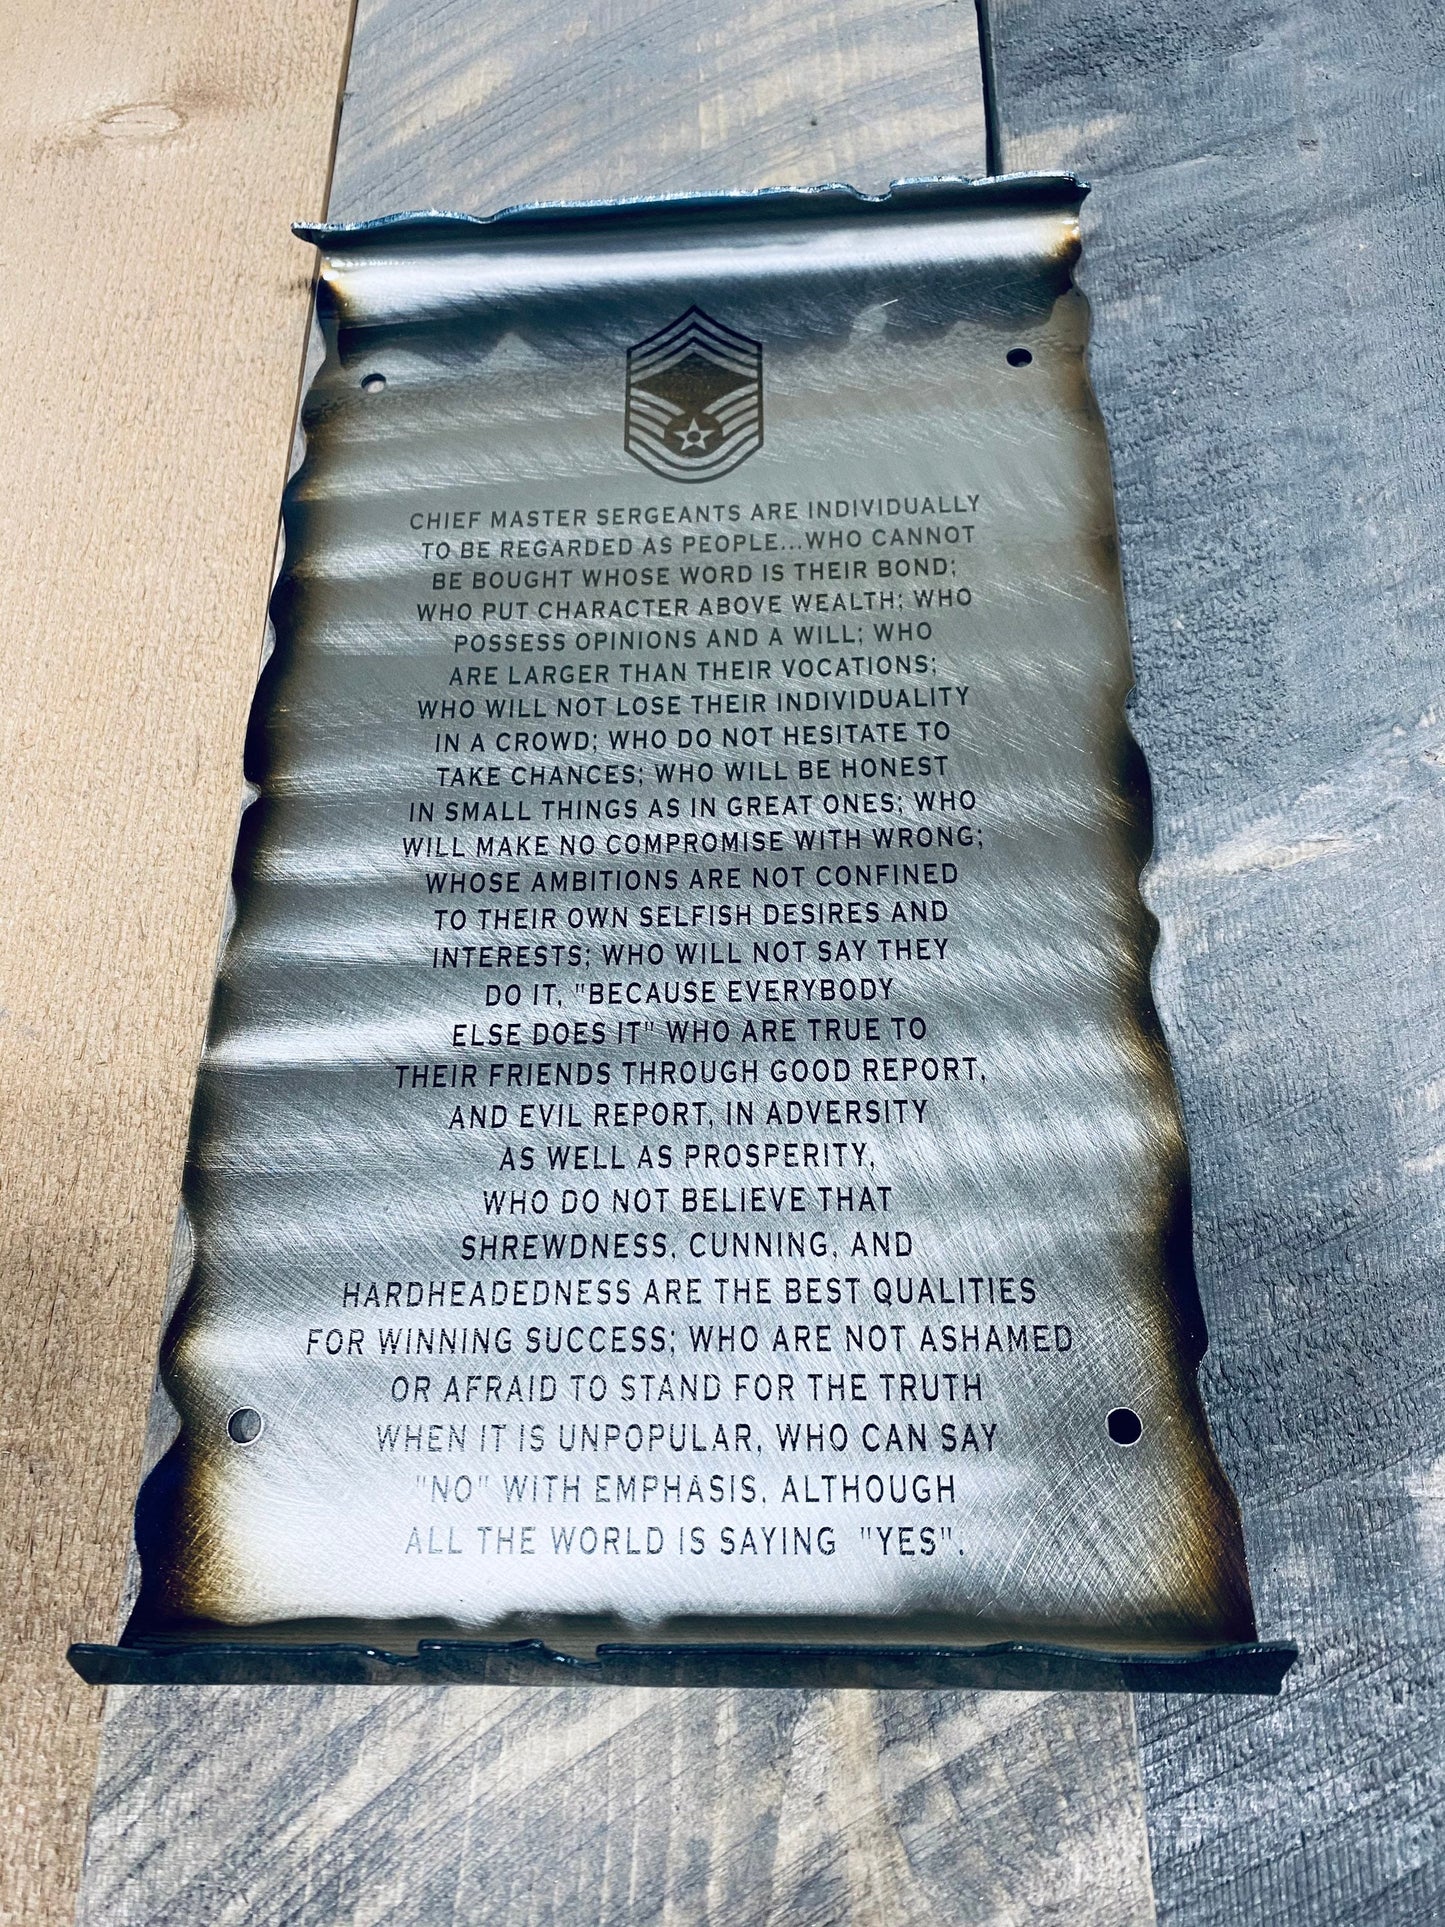 CHIEF MASTER SERGEANTS ARE INDIVIDUALLY
TO BE REGARDED AS PEOPLE...WHO CANNOT
BE BOUGHT WHOSE WORD IS THEIR BOND;
WHO PUT CHARACTER ABOVE WEALTH; WHO
POSSESS OPINIONS AND A WILL; WHO
ARE LARGER THAN THEIR VOCATIONS;
WHO WILL NOT LOSE THEIR INDIVIDUALITY
IN A CROWD; WHO DO NOT HESITATE TO
TAKE CHANCES; WHO WILL BE HONEST
IN SMALL THINGS AS IN GREAT ONES; WHO
WILL MAKE NO COMPROMISE WITH WRONG;
WHOSE AMBITIONS ARE NOT CONFINED
TO THEIR OWN SELFISH DESIRES AND
INTERESTS; WHO WILL NOT SAY THEY
DO IT, "BECAUSE EVERYBODY
ELSE DOES IT" WHO ARE TRUE TO
THEIR FRIENDS THROUGH GOOD REPORT,
AND EVIL REPORT, IN ADVERSITY
AS WELL AS PROSPERITY,
WHO DO NOT BELIEVE THAT
SHREWDNESS, CUNNING, AND
HARDHEADEDNESS ARE THE BEST QUALITIES
FOR WINNING SUCCESS; WHO ARE NOT ASHAMED
OR AFRAID TO STAND FOR THE TRUTH
WHEN IT IS UNPOPULAR, WHO CAN SAY
"NO" WITH EMPHASIS, ALTHOUGH
ALL THE WORLD IS SAYING "YES".